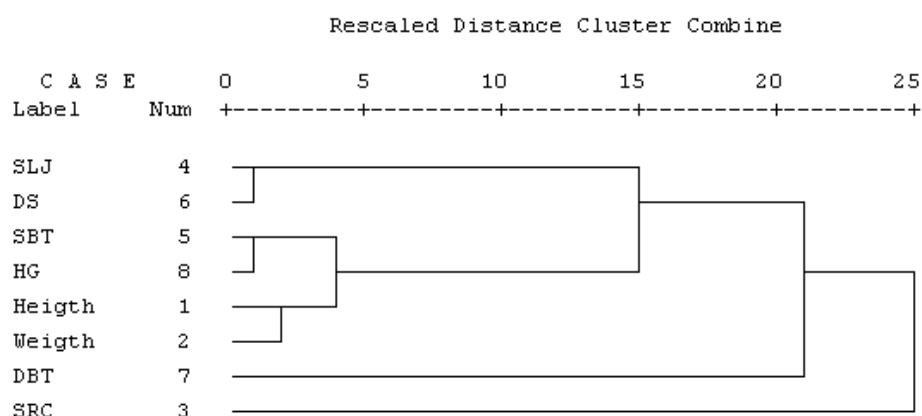 Rescaled Distance Cluster Combine
C A S E 0 5 10 15 20 25
Label Num +---------+---------+---------+---------+---------+
SLJ 4
DS 6
SBT 5
HG 8
Heigth 1
Weigth 2
DBT 7
SRC 3